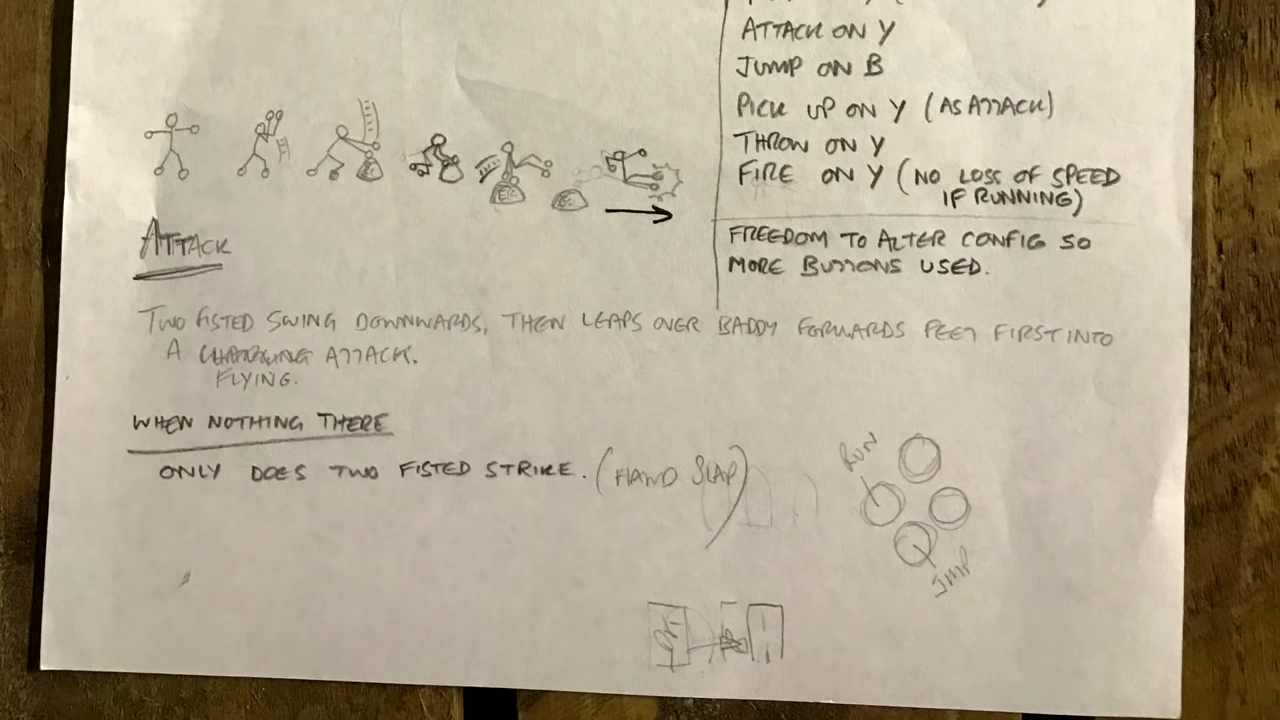 ATTACK ON Y
JUMP ON B
PICK UP ON Y (AS ATTACK)
THROW ON Y
FIRE ON Y (NO LOSS OF SPEED
IF RUNNING)
FREEDOM TO ALTER CONFIG SO
MORE BUTTONS USED.
ATTACK
TWO FISTED SWING DOWNWARDS, THEN LEAPS OVER BADDY FORWARDS FEET FIRST INTO
A ATTACK.
FLYING.
WHEN NOTHING THERE
ONLY DOES TWO FISTED STRIKE. (HAND SLAP)
RUN
JMP